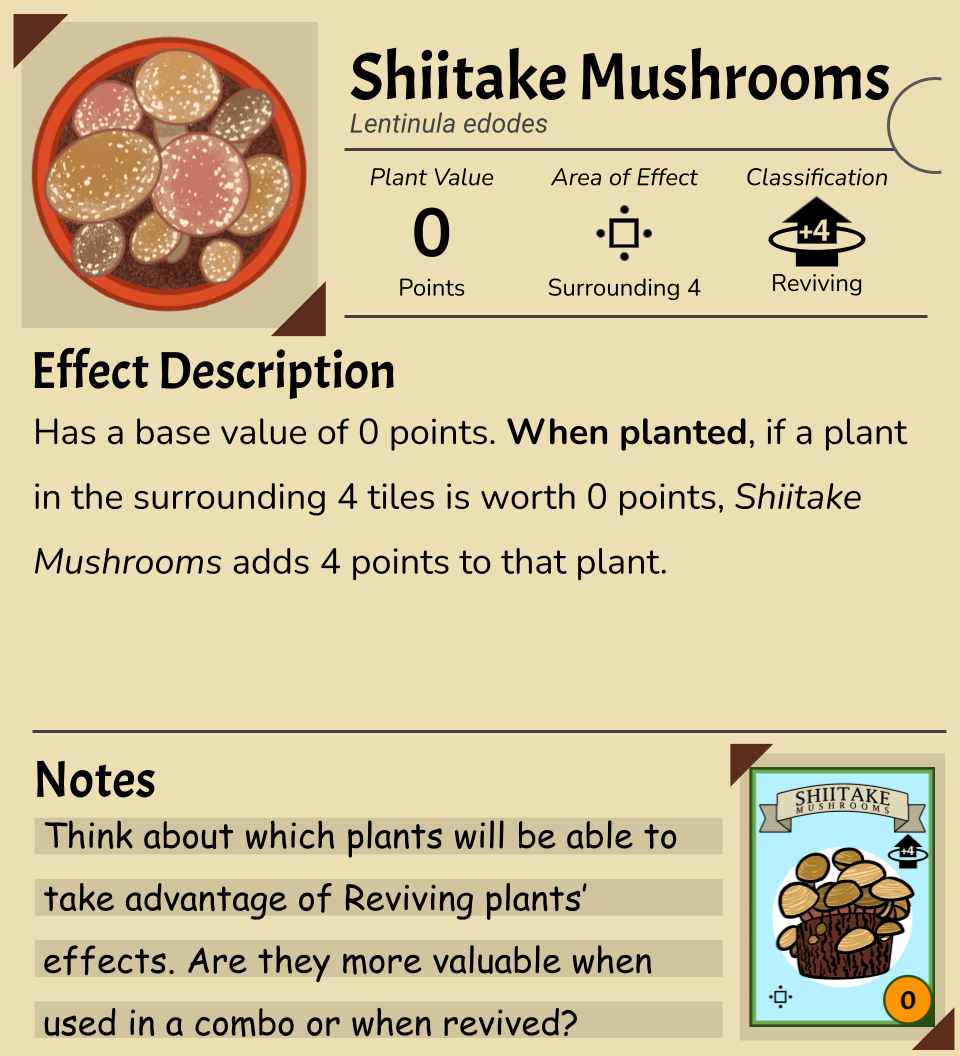 Shiitake Mushrooms
Lentinula edodes
Plant Value
Area of Effect
Classification
0
+4
Points
Surrounding 4
Reviving
Effect Description
Has a base value of 0 points. When planted, if a plant
in the surrounding 4 tiles is worth 0 points, Shiitake
Mushrooms adds 4 points to that plant.
Notes
Think about which plants will be able to
take advantage of Reviving plants’
effects. Are they more valuable when
used in a combo or when revived?
SHIITAKE
MUSHROOMS
+4
0